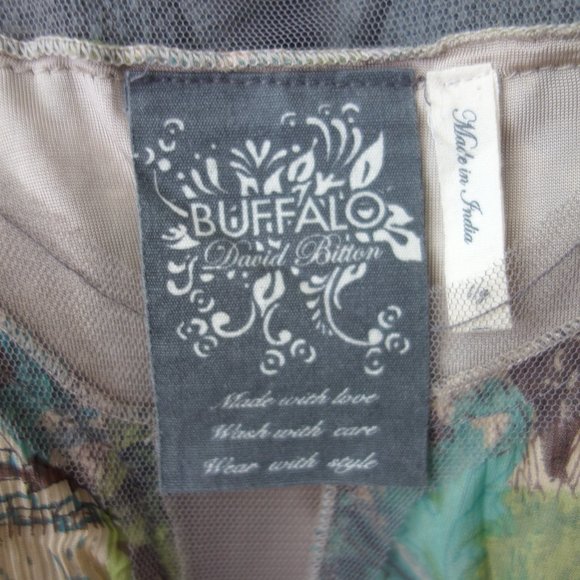 BUFFALO
David Bitton
Made with love
Wash with care
Wear with style
Made in India